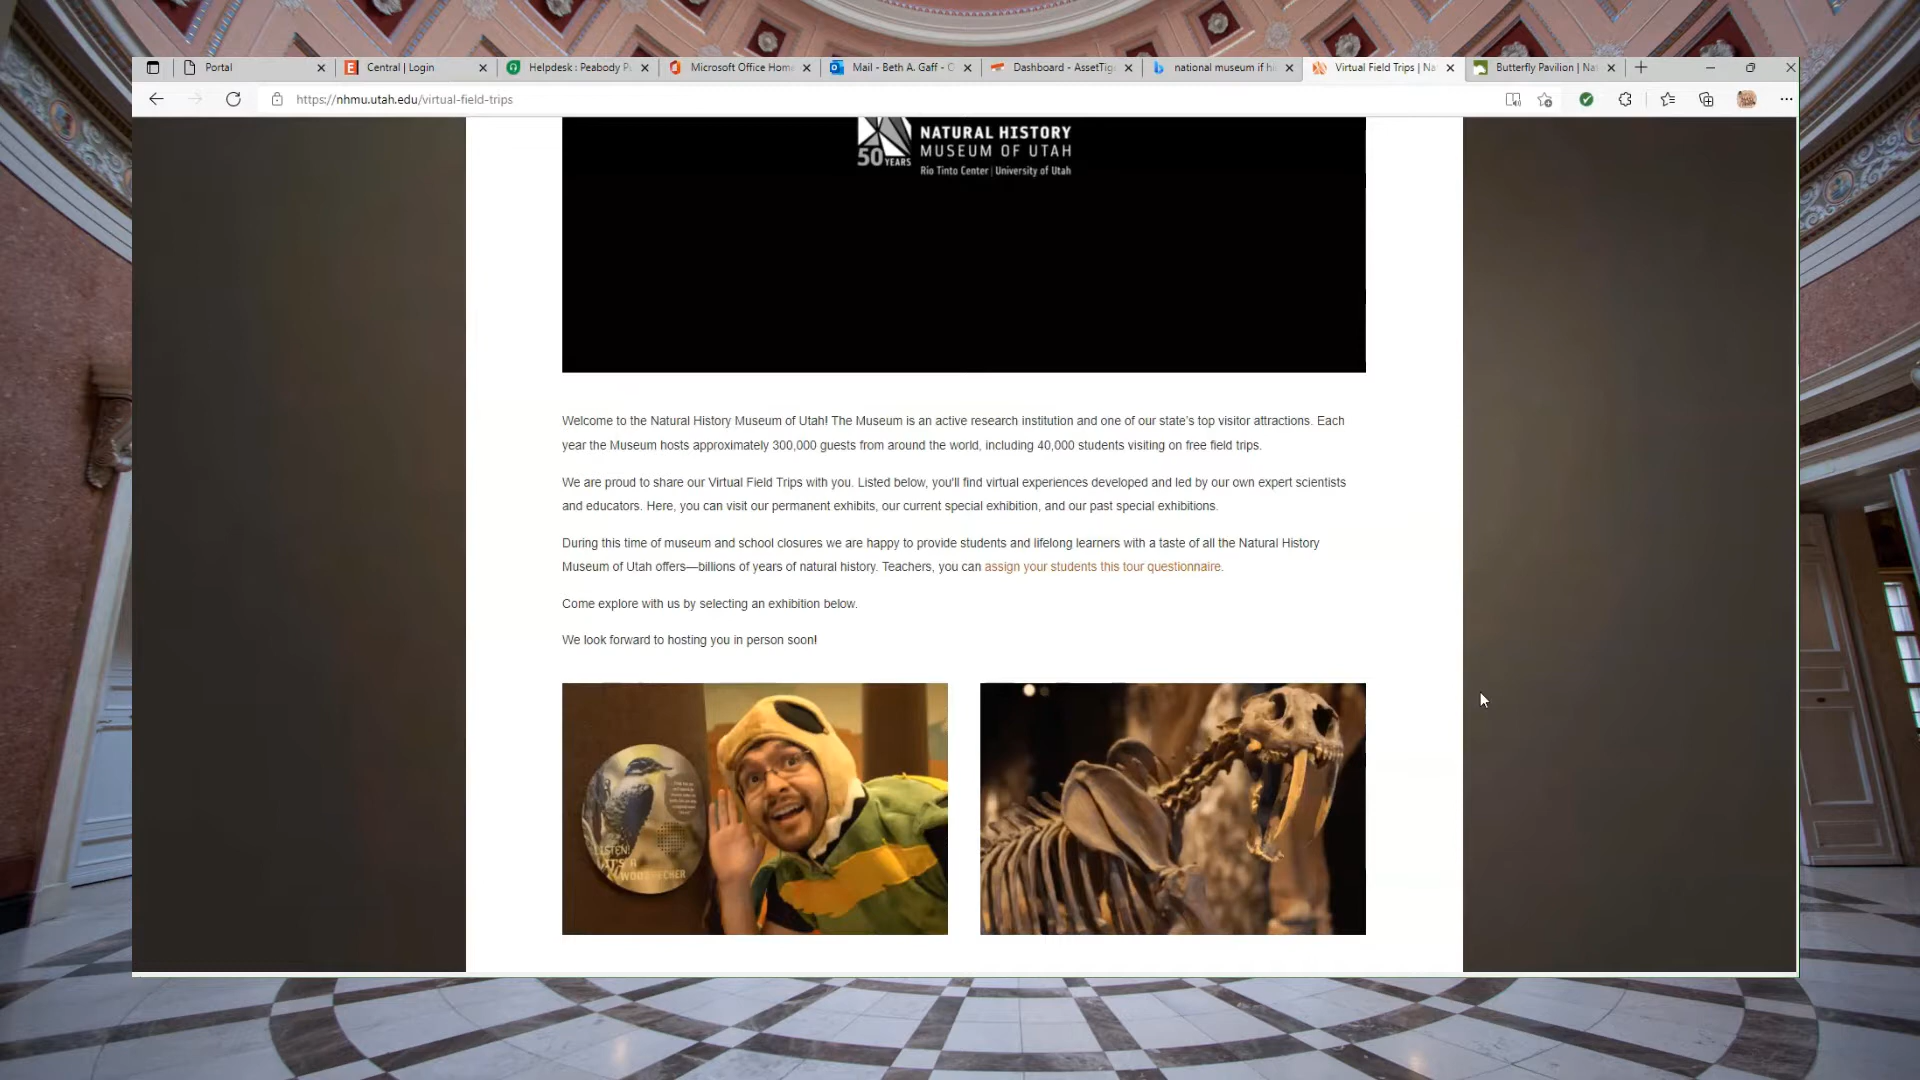 Portal
Central | Login
Helpdesk : Peabody P
Microsoft Office Hom
Mail - Beth A. Gaff - O
Dashboard - AssetTig
national museum if hi
Virtual Field Trips | Na
Butterfly Pavilion | Na
https://nhmu.utah.edu/virtual-field-trips
50 YEARS
NATURAL HISTORY
MUSEUM OF UTAH
Rio Tinto Center | University of Utah
Welcome to the Natural History Museum of Utah! The Museum is an active research institution and one of our state's top visitor attractions. Each
year the Museum hosts approximately 300,000 guests from around the world, including 40,000 students visiting on free field trips.
We are proud to share our Virtual Field Trips with you. Listed below, you'll find virtual experiences developed and led by our own expert scientists
and educators. Here, you can visit our permanent exhibits, our current special exhibition, and our past special exhibitions.
During this time of museum and school closures we are happy to provide students and lifelong learners with a taste of all the Natural History
Museum of Utah offers—billions of years of natural history. Teachers, you can assign your students this tour questionnaire.
Come explore with us by selecting an exhibition below.
We look forward to hosting you in person soon!
LISTEN!
IT'S A
WOODPECKER